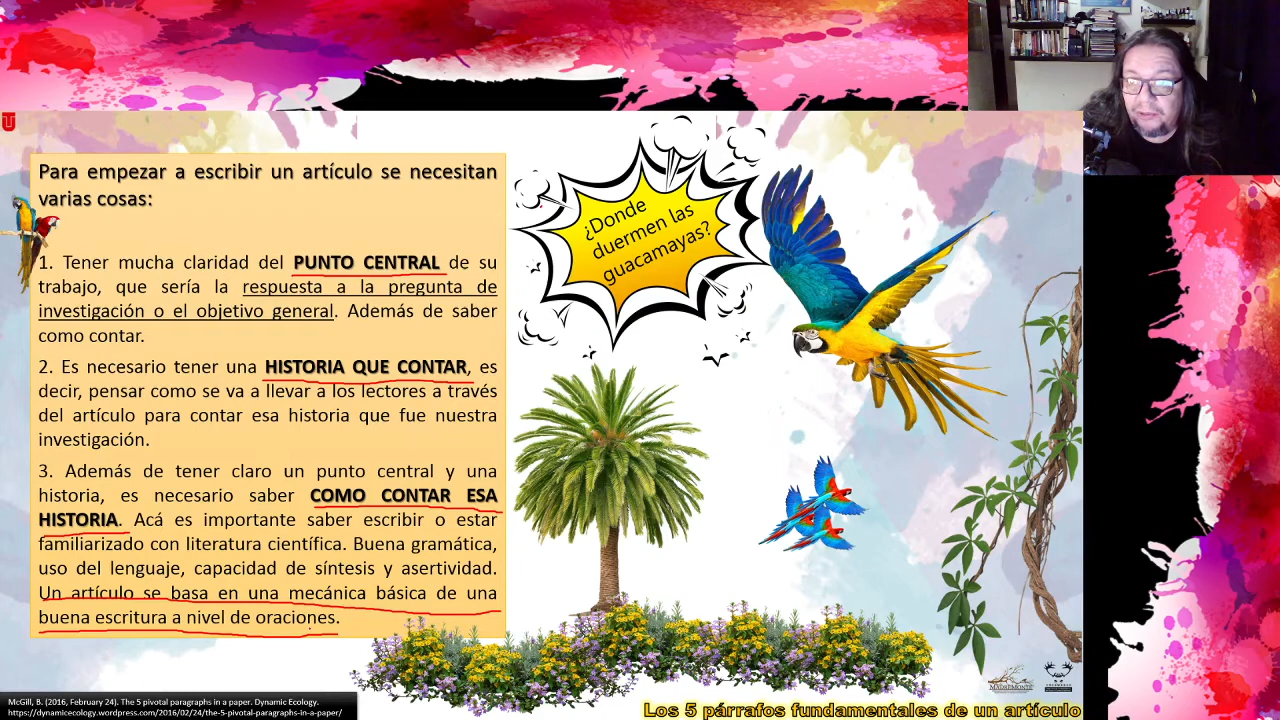 Para empezar a escribir un artículo se necesitan
varias cosas:
1. Tener mucha claridad del PUNTO CENTRAL de su
trabajo, que sería la respuesta a la pregunta de
investigación o el objetivo general. Además de saber
como contar.
2. Es necesario tener una HISTORIA QUE CONTAR, es
decir, pensar como se va a llevar a los lectores a través
del artículo para contar esa historia que fue nuestra
investigación.
3. Además de tener claro un punto central y una
historia, es necesario saber COMO CONTAR ESA
HISTORIA. Acá es importante saber escribir o estar
familiarizado con literatura científica. Buena gramática,
uso del lenguaje, capacidad de síntesis y asertividad.
Un artículo se basa en una mecánica básica de una
buena escritura a nivel de oraciones.
¿Donde
duermen las
guacamayas?
MADREMONTE
McGill, B. (2016, February 24). The 5 pivotal paragraphs in a paper. Dynamic Ecology.
https://dynamicecology.wordpress.com/2016/02/24/the-5-pivotal-paragraphs-in-a-paper/
Los 5 párrafos fundamentales de un artículo